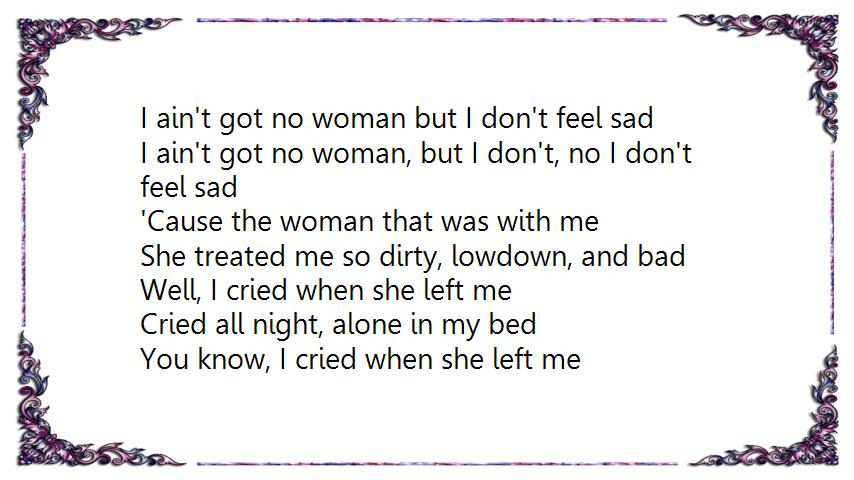 I ain't got no woman but I don't feel sad
I ain't got no woman, but I don't, no I don't
feel sad
'Cause the woman that was with me
She treated me so dirty, lowdown, and bad
Well, I cried when she left me
Cried all night, alone in my bed
You know, I cried when she left me